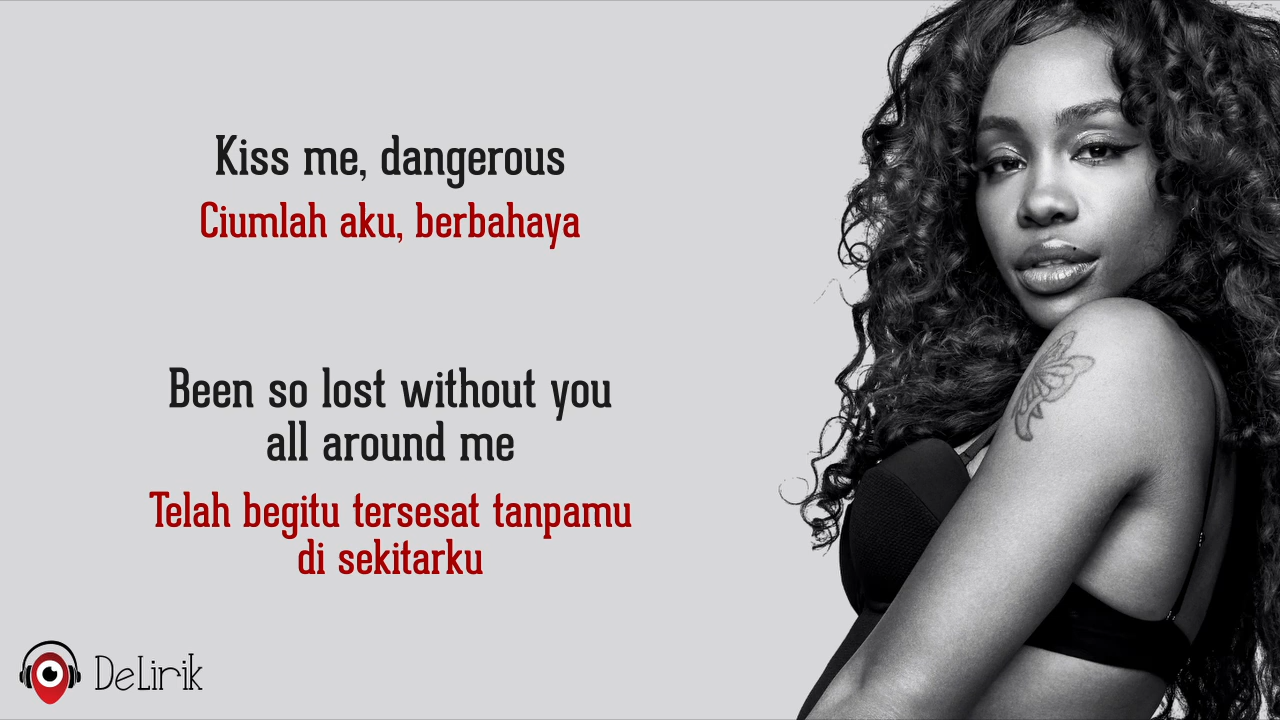 Kiss me, dangerous
Ciumlah aku, berbahaya
Been so lost without you
all around me
Telah begitu tersesat tanpamu
di sekitarku
DeLirik